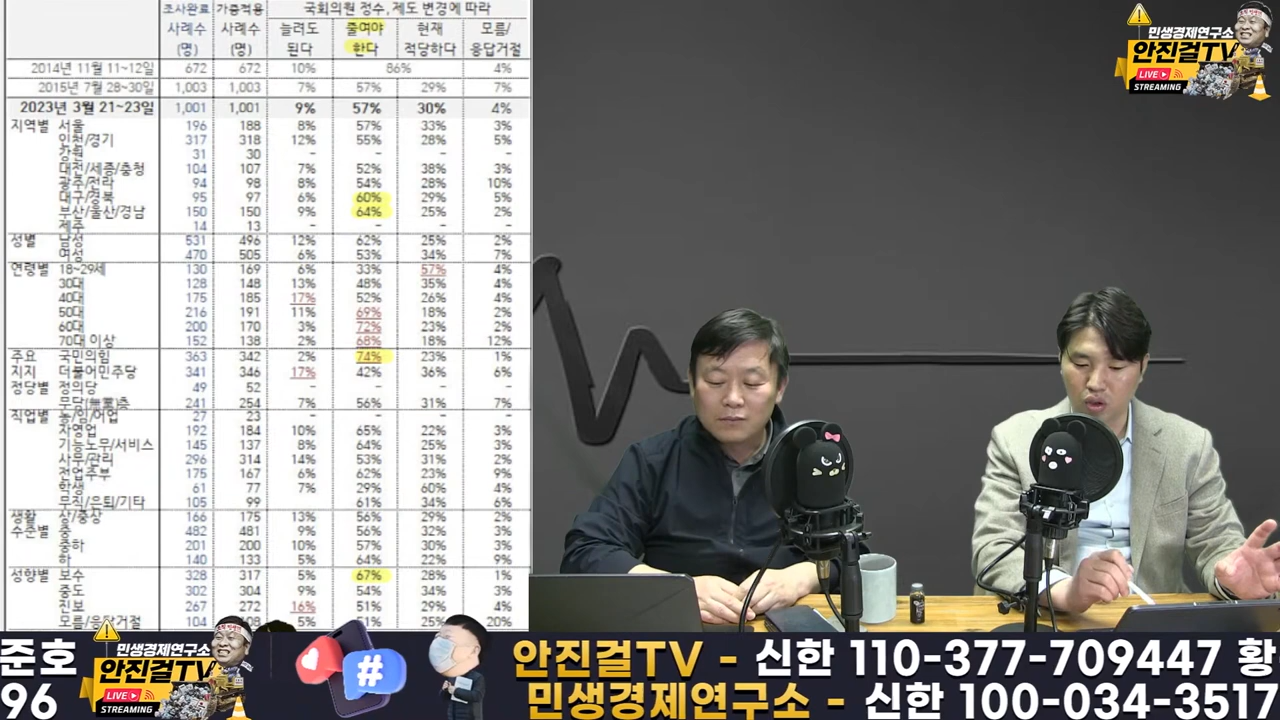 조사완료 가중적용 국회의원 정수, 제도 변경에 따라
사례수 사례수 늘려도 줄여야 현재 모름/
(명) (명) 된다 한다 적당하다 응답거절
2014년 11월 11~12일 672 672 10% 86% 4%
2015년 7월 28~30일 1,003 1,003 7% 57% 29% 7%
2023년 3월 21~23일 1,001 1,001 9% 57% 30% 4%
지역별 서울 196 188 8% 57% 33% 3%
인천/경기 317 318 12% 55% 28% 5%
강원 31 30 - - - -
대전/세종/충청 104 107 7% 52% 38% 3%
광주/전라 94 98 8% 54% 28% 10%
대구/경북 95 97 6% 60% 29% 5%
부산/울산/경남 150 150 9% 64% 25% 2%
제주 14 13 - - - -
성별 남성 531 496 12% 62% 25% 2%
여성 470 505 6% 53% 34% 7%
연령별 18~29세 130 169 6% 33% 57% 4%
30대 128 148 13% 48% 35% 4%
40대 175 185 17% 52% 26% 4%
50대 216 191 11% 69% 18% 2%
60대 200 170 3% 72% 23% 2%
70대 이상 152 138 2% 68% 18% 12%
주요 국민의힘 363 342 2% 74% 23% 1%
지지 더불어민주당 341 346 17% 42% 36% 6%
정당별 정의당 49 52 - - - -
무당(無黨)층 241 254 7% 56% 31% 7%
직업별 농/임/어업 27 23 - - - -
자영업 192 184 10% 65% 22% 3%
기능노무/서비스 145 137 8% 64% 25% 3%
사무/관리 296 314 14% 53% 31% 2%
전업주부 175 167 6% 62% 23% 9%
학생 61 77 7% 29% 60% 4%
무직/은퇴/기타 105 99 61% 34% 6%
생활 상/중상 166 175 13% 56% 29% 2%
수준별 중 482 481 9% 56% 32% 3%
중하 201 200 10% 57% 30% 3%
하 140 133 5% 64% 22% 9%
성향별 보수 328 317 5% 67% 28% 1%
중도 302 304 9% 54% 34% 3%
진보 267 272 16% 51% 29% 4%
모름/응답거절 104 5% 25% 20%
민생경제연구소
안진걸TV
LIVE
STREAMING
준호
96
민생경제연구소
안진걸TV
LIVE
STREAMING
#
안진걸TV - 신한 110-377-709447 황
민생경제연구소 - 신한 100-034-3517